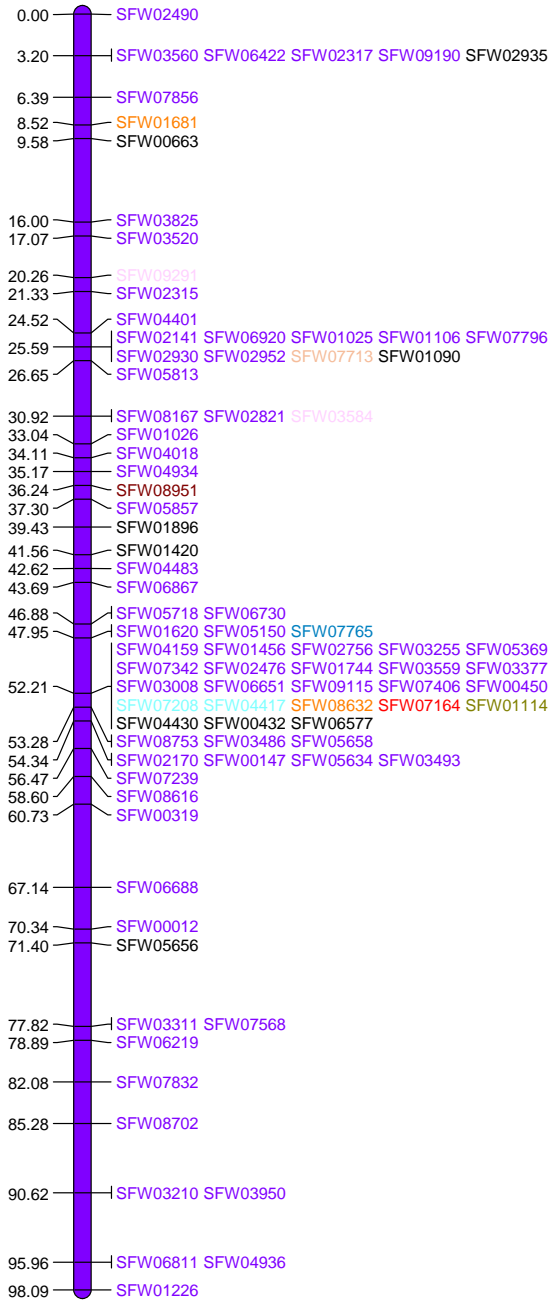 0.00 SFW02490
3.20 SFW03560 SFW06422 SFW02317 SFW09190 SFW02935
6.39 SFW07856
8.52 SFW01681
9.58 SFW00663
16.00 SFW03825
17.07 SFW03520
20.26 SFW09291
21.33 SFW02315
24.52 SFW04401
25.59 SFW02141 SFW06920 SFW01025 SFW01106 SFW07796
SFW02930 SFW02952 SFW07713 SFW01090
26.65 SFW05813
30.92 SFW08167 SFW02821 SFW03584
33.04 SFW01026
34.11 SFW04018
35.17 SFW04934
36.24 SFW08951
37.30 SFW05857
39.43 SFW01896
41.56 SFW01420
42.62 SFW04483
43.69 SFW06867
46.88 SFW05718 SFW06730
47.95 SFW01620 SFW05150 SFW07765
SFW04159 SFW01456 SFW02756 SFW03255 SFW05369
SFW07342 SFW02476 SFW01744 SFW03559 SFW03377
52.21 SFW03008 SFW06651 SFW09115 SFW07406 SFW00450
SFW07208 SFW04417 SFW08632 SFW07164 SFW01114
SFW04430 SFW00432 SFW06577
53.28 SFW08753 SFW03486 SFW05658
54.34 SFW02170 SFW00147 SFW05634 SFW03493
56.47 SFW07239
58.60 SFW08616
60.73 SFW00319
67.14 SFW06688
70.34 SFW00012
71.40 SFW05656
77.82 SFW03311 SFW07568
78.89 SFW06219
82.08 SFW07832
85.28 SFW08702
90.62 SFW03210 SFW03950
95.96 SFW06811 SFW04936
98.09 SFW01226